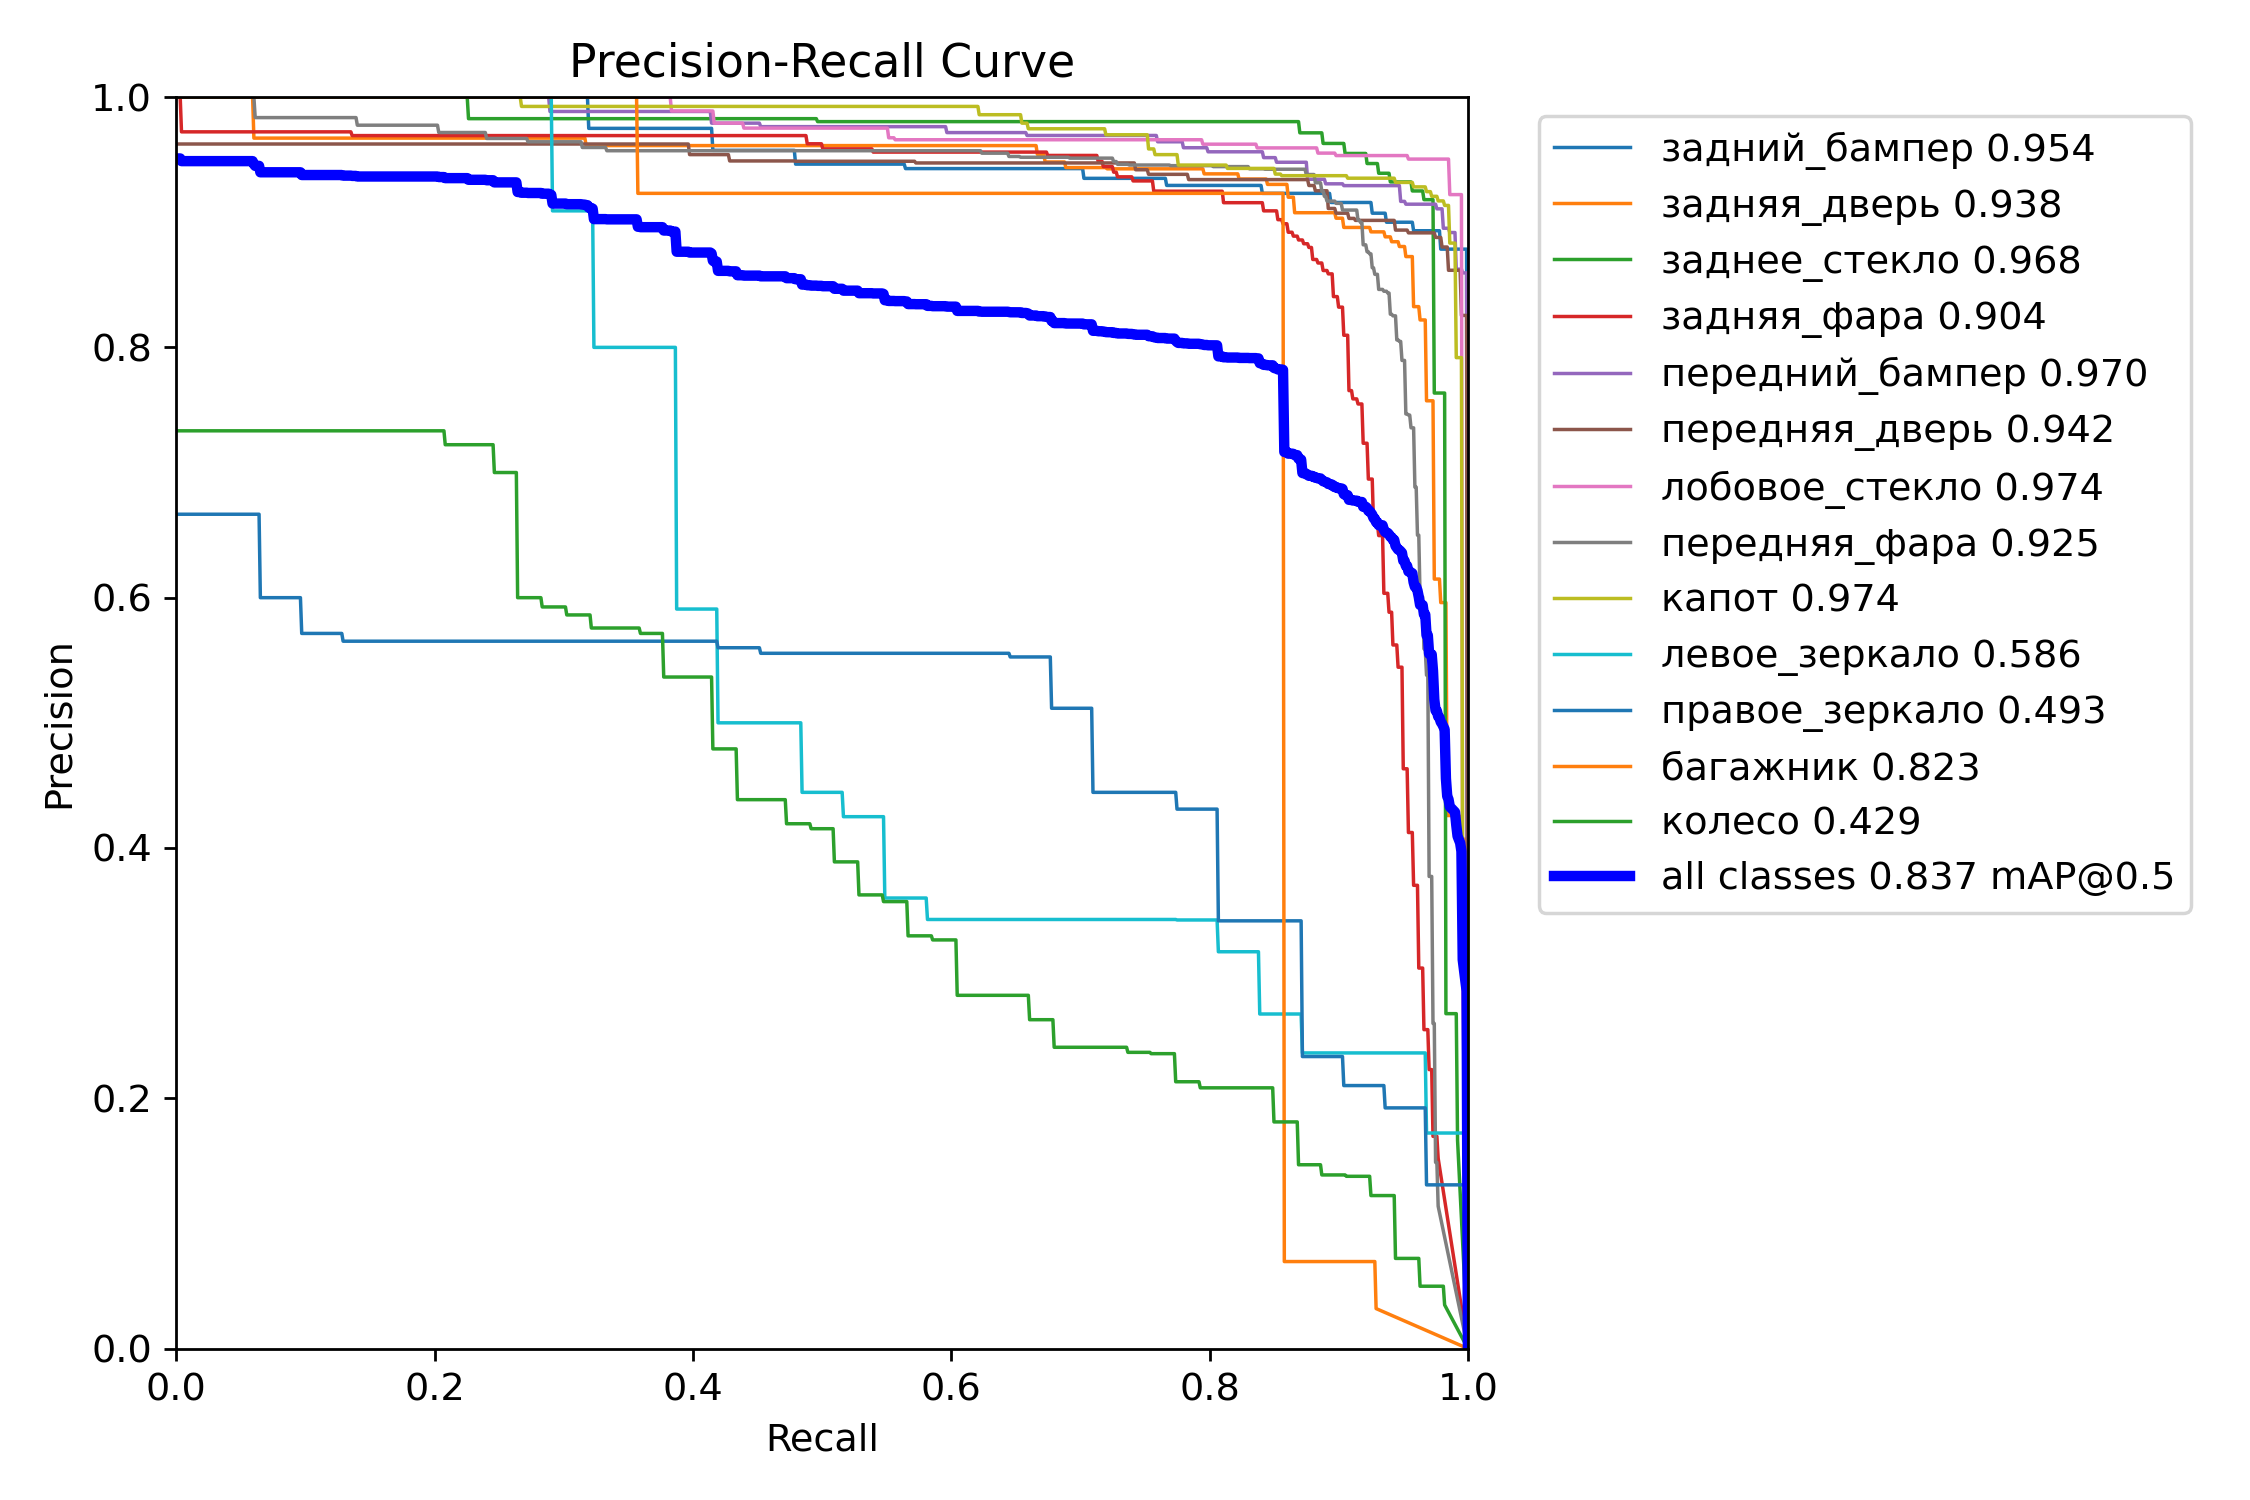 Precision-Recall Curve
1.0
0.8
0.6
0.4
0.2
0.0
Precision
0.0 0.2 0.4 0.6 0.8 1.0
Recall
задний_бампер 0.954
задняя_дверь 0.938
заднее_стекло 0.968
задняя_фара 0.904
передний_бампер 0.970
передняя_дверь 0.942
лобовое_стекло 0.974
передняя_фара 0.925
капот 0.974
левое_зеркало 0.586
правое_зеркало 0.493
багажник 0.823
колесо 0.429
all classes 0.837 mAP@0.5